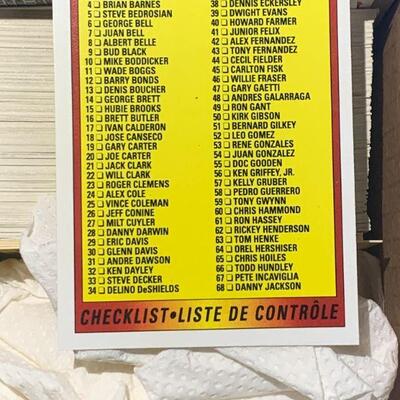 4 ☐ BRIAN BARNES
5 ☐ STEVE BEDROSIAN
6 ☐ GEORGE BELL
7 ☐ JUAN BELL
8 ☐ ALBERT BELLE
9 ☐ BUD BLACK
10 ☐ MIKE BODDICKER
11 ☐ WADE BOGGS
12 ☐ BARRY BONDS
13 ☐ DENIS BOUCHER
14 ☐ GEORGE BRETT
15 ☐ HUBIE BROOKS
16 ☐ BRETT BUTLER
17 ☐ IVAN CALDERON
18 ☐ JOSE CANSECO
19 ☐ GARY CARTER
20 ☐ JOE CARTER
21 ☐ JACK CLARK
22 ☐ WILL CLARK
23 ☐ ROGER CLEMENS
24 ☐ ALEX COLE
25 ☐ VINCE COLEMAN
26 ☐ JEFF CONINE
27 ☐ MILT CUYLER
28 ☐ DANNY DARWIN
29 ☐ ERIC DAVIS
30 ☐ GLENN DAVIS
31 ☐ ANDRE DAWSON
32 ☐ KEN DAYLEY
33 ☐ STEVE DECKER
34 ☐ DELINO DeSHIELDS
38 ☐ DENNIS ECKERSLEY
39 ☐ DWIGHT EVANS
40 ☐ HOWARD FARMER
41 ☐ JUNIOR FELIX
42 ☐ ALEX FERNANDEZ
43 ☐ TONY FERNANDEZ
44 ☐ CECIL FIELDER
45 ☐ CARLTON FISK
46 ☐ WILLIE FRASER
47 ☐ GARY GAETTI
48 ☐ ANDRES GALARRAGA
49 ☐ RON GANT
50 ☐ KIRK GIBSON
51 ☐ BERNARD GILKEY
52 ☐ LEO GOMEZ
53 ☐ RENE GONZALES
54 ☐ JUAN GONZALEZ
55 ☐ DOC GOODEN
56 ☐ KEN GRIFFEY, JR.
57 ☐ KELLY GRUBER
58 ☐ PEDRO GUERRERO
59 ☐ TONY GWYNN
60 ☐ CHRIS HAMMOND
61 ☐ RON HASSEY
62 ☐ RICKEY HENDERSON
63 ☐ TOM HENKE
64 ☐ OREL HERSHISER
65 ☐ CHRIS HOILES
66 ☐ TODD HUNDLEY
67 ☐ PETE INCAVIGLIA
68 ☐ DANNY JACKSON
CHECKLIST•LISTE DE CONTRÔLE